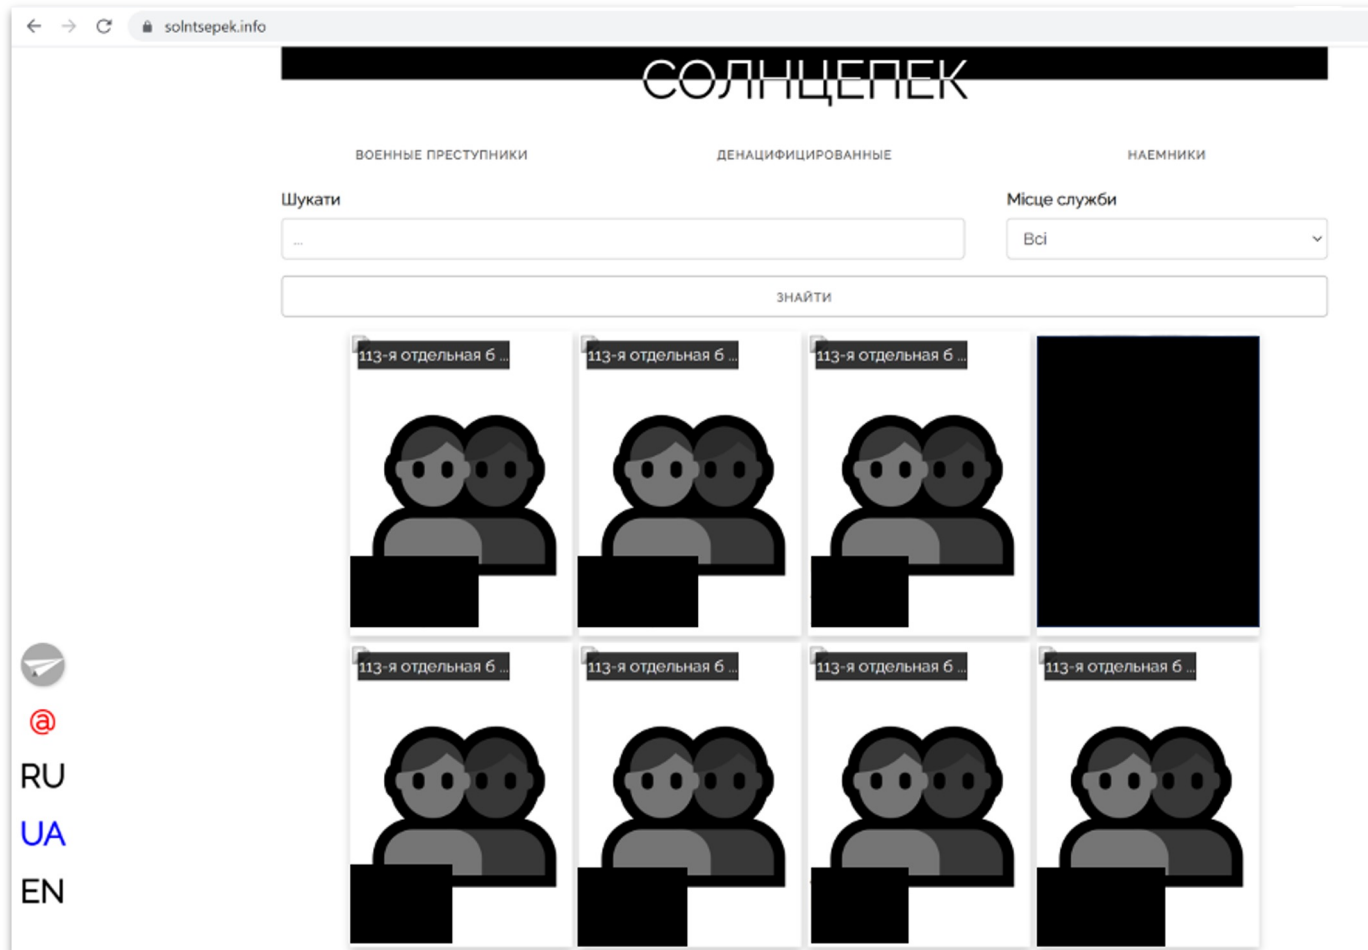 solntsepek.info
СОЛНЦЕПЕК
ВОЕННЫЕ ПРЕСТУПНИКИ ДЕНАЦИФИЦИРОВАННЫЕ НАЕМНИКИ
Шукати Місце служби
... Всі
ЗНАЙТИ
113-я отдельная б ... 113-я отдельная б ... 113-я отдельная б ...
113-я отдельная б ... 113-я отдельная б ... 113-я отдельная б ... 113-я отдельная б ...
@
RU
UA
EN